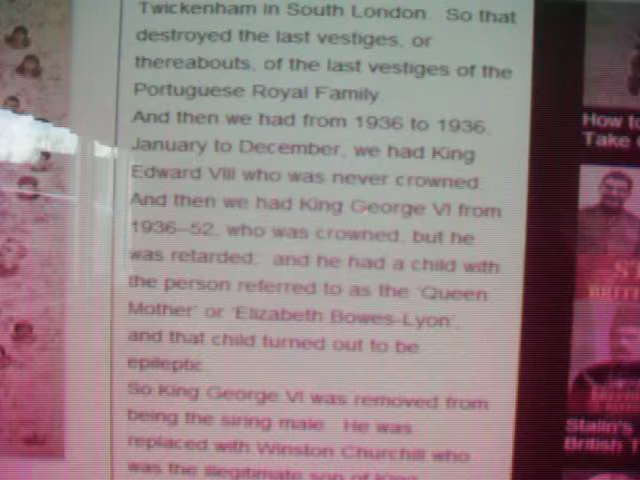 Twickenham in South London. So that
destroyed the last vestiges, or
thereabouts, of the last vestiges of the
Portuguese Royal Family.
And then we had from 1936 to 1936,
January to December, we had King
Edward VIII who was never crowned.
And then we had King George VI from
1936–52, who was crowned, but he
was retarded; and he had a child with
the person referred to as the 'Queen
Mother' or 'Elizabeth Bowes-Lyon',
and that child turned out to be
epileptic.
So King George VI was removed from
being the siring male. He was
replaced with Winston Churchill who
was the illegitimate son of King
How to
Take
ST
BRITI
Stalin's
British T